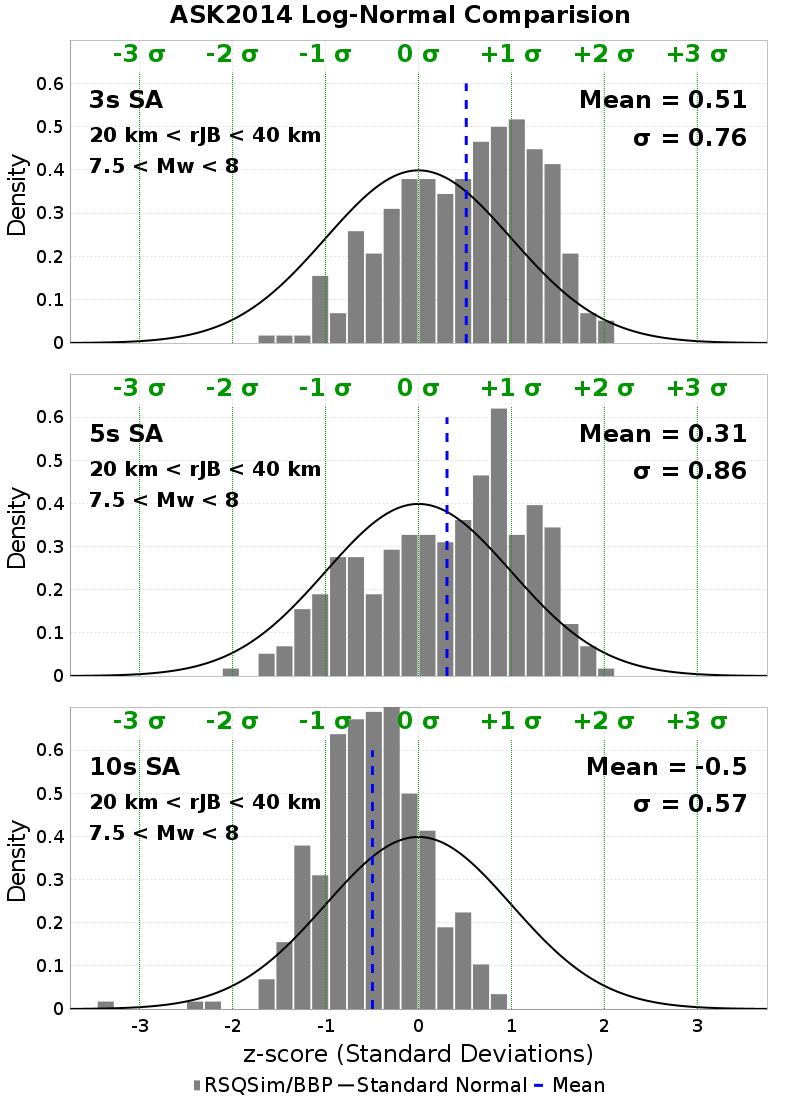 ASK2014 Log-Normal Comparision
-3 σ -2 σ -1 σ 0 σ +1 σ +2 σ +3 σ
0.6
3s SA
Mean = 0.51
0.5
20 km < rJB < 40 km
σ = 0.76
7.5 < Mw < 8
0.4
0.3
0.2
0.1
0
Density
-3 σ -2 σ -1 σ 0 σ +1 σ +2 σ +3 σ
0.6
5s SA
Mean = 0.31
0.5
20 km < rJB < 40 km
σ = 0.86
7.5 < Mw < 8
0.4
0.3
0.2
0.1
0
Density
-3 σ -2 σ -1 σ 0 σ +1 σ +2 σ +3 σ
0.6
10s SA
Mean = -0.5
0.5
20 km < rJB < 40 km
σ = 0.57
7.5 < Mw < 8
0.4
0.3
0.2
0.1
0
Density
-3 -2 -1 0 1 2 3
z-score (Standard Deviations)
RSQSim/BBP Standard Normal Mean